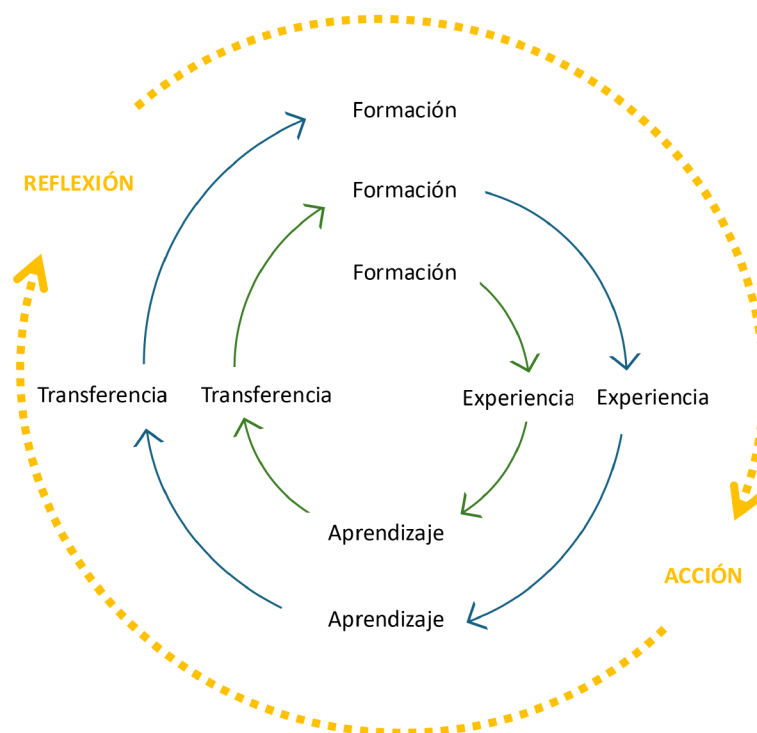 Formación
REFLEXIÓN
Formación
Formación
Transferencia
Transferencia
Experiencia
Experiencia
Aprendizaje
ACCIÓN
Aprendizaje